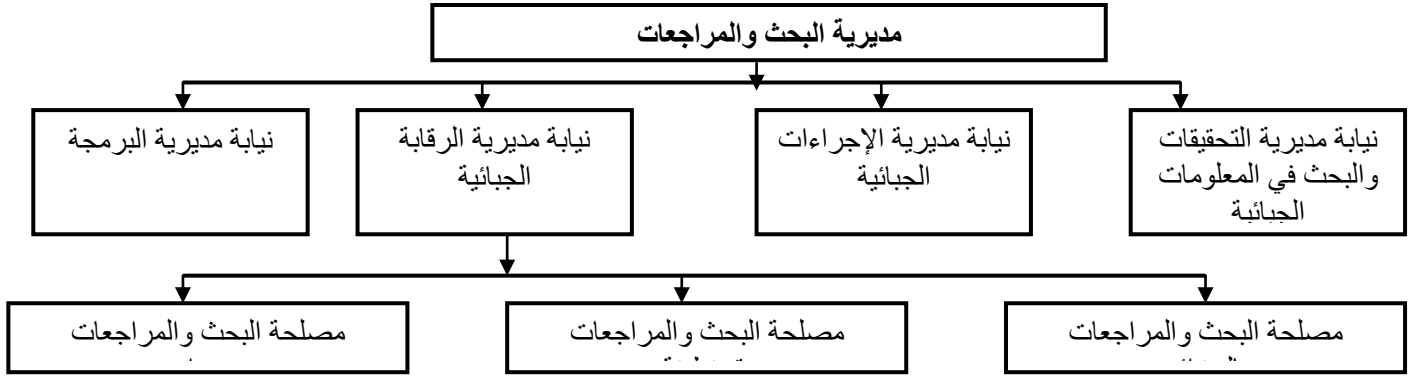 مديرية البحث والمراجعات
نيابة مديرية التحقيقات
والبحث في المعلومات
الجبائية
نيابة مديرية الإجراءات
الجبائية
نيابة مديرية الرقابة
الجبائية
نيابة مديرية البرمجة
مصلحة البحث والمراجعات
مصلحة البحث والمراجعات
مصلحة البحث والمراجعات